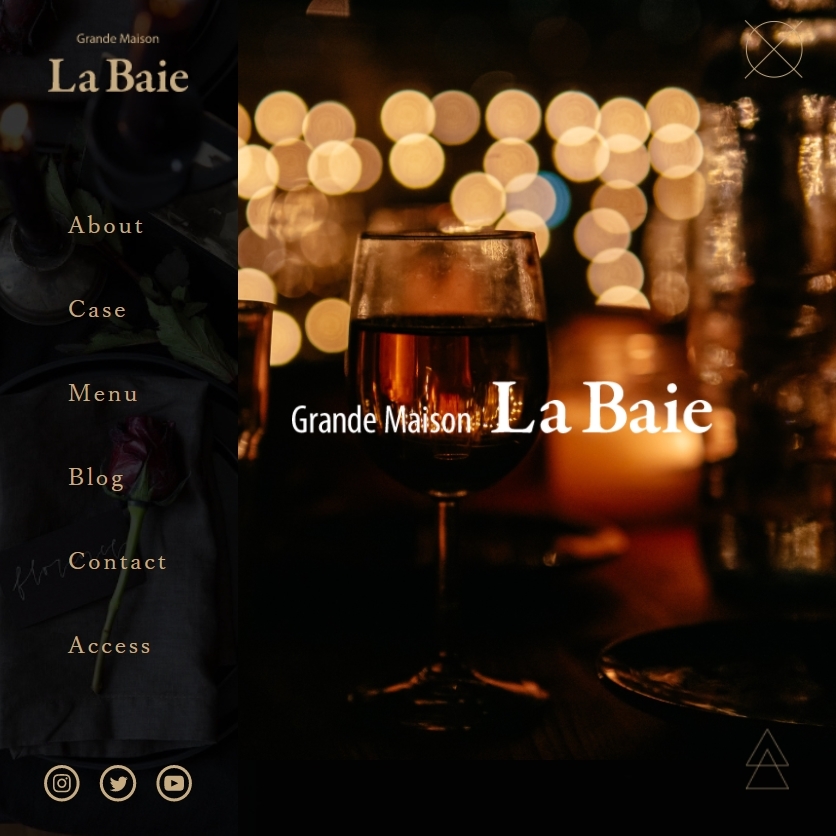 Grande Maison
La Baie
About
Case
Menu
Blog
Contact
Access
Grande Maison La Baie